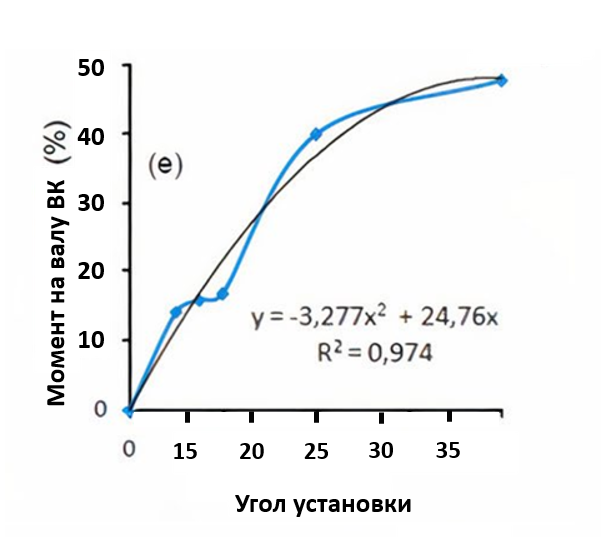 50
Момент на валу ВК (%)
40
(e)
30
20
y = -3,277x² + 24,76x
R² = 0,974
10
0
0 15 20 25 30 35
Угол установки